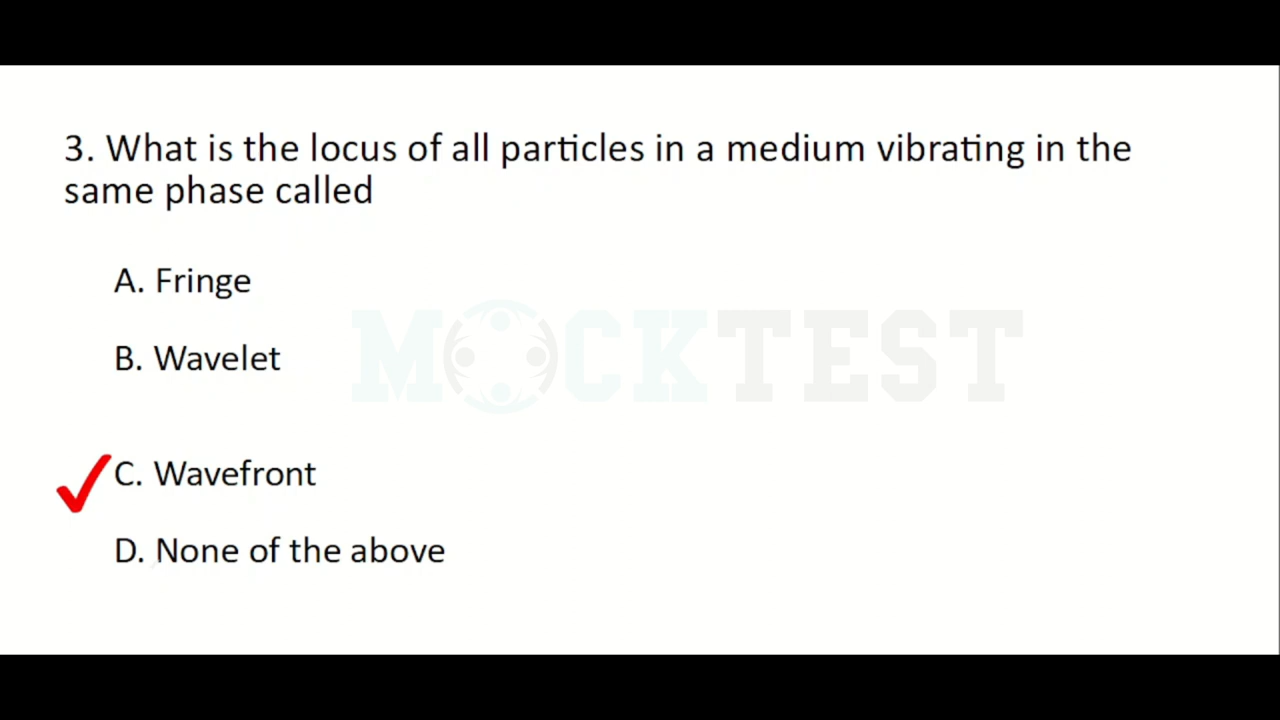 3. What is the locus of all particles in a medium vibrating in the
same phase called
A. Fringe
B. Wavelet
MOCKTEST
C. Wavefront
D. None of the above